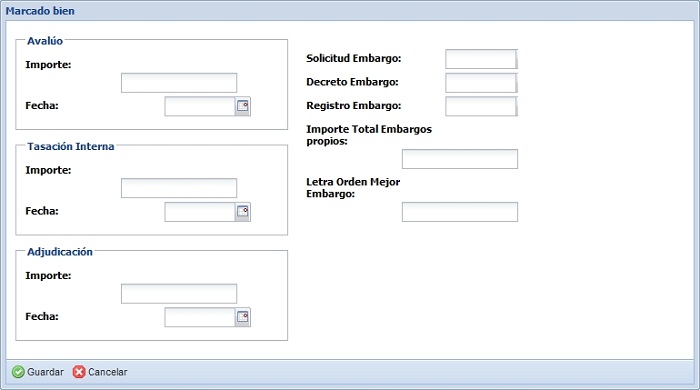 Marcado bien
Avalúo
Importe:
Fecha:
Tasación Interna
Importe:
Fecha:
Adjudicación
Importe:
Fecha:
Solicitud Embargo:
Decreto Embargo:
Registro Embargo:
Importe Total Embargos
propios:
Letra Orden Mejor
Embargo:
Guardar Cancelar